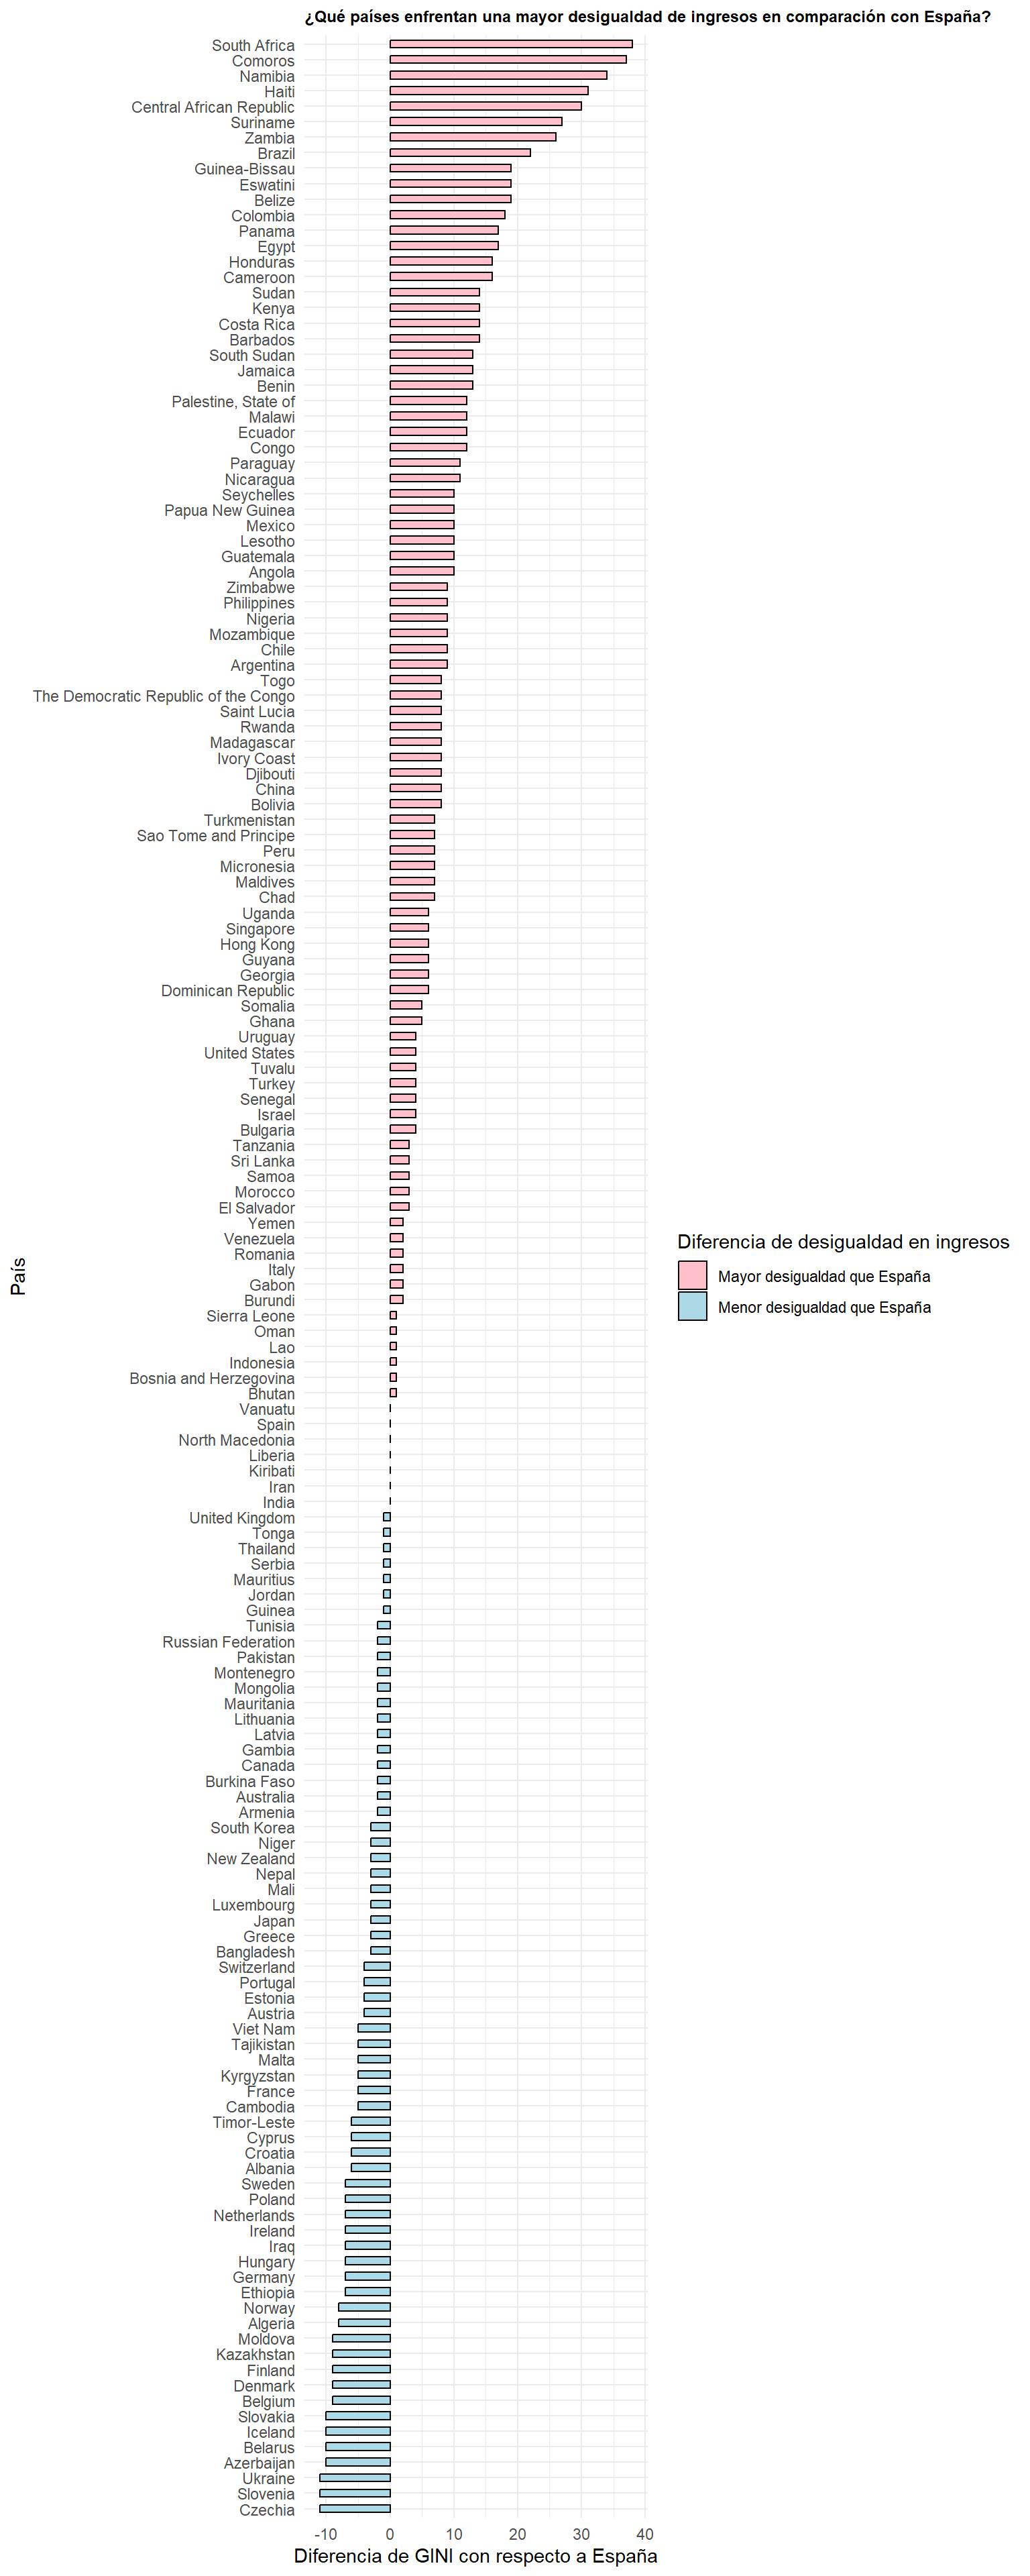 ¿Qué países enfrentan una mayor desigualdad de ingresos en comparación con España?
South Africa
Comoros
Namibia
Haiti
Central African Republic
Suriname
Zambia
Brazil
Guinea-Bissau
Eswatini
Belize
Colombia
Panama
Egypt
Honduras
Cameroon
Sudan
Kenya
Costa Rica
Barbados
South Sudan
Jamaica
Benin
Palestine, State of
Malawi
Ecuador
Congo
Paraguay
Nicaragua
Seychelles
Papua New Guinea
Mexico
Lesotho
Guatemala
Angola
Zimbabwe
Philippines
Nigeria
Mozambique
Chile
Argentina
Togo
The Democratic Republic of the Congo
Saint Lucia
Rwanda
Madagascar
Ivory Coast
Djibouti
China
Bolivia
Turkmenistan
Sao Tome and Principe
Peru
Micronesia
Maldives
Chad
Uganda
Singapore
Hong Kong
Guyana
Georgia
Dominican Republic
Somalia
Ghana
Uruguay
United States
Tuvalu
Turkey
Senegal
Israel
Bulgaria
Tanzania
Sri Lanka
Samoa
Morocco
El Salvador
Yemen
Venezuela
Romania
Italy
Gabon
Burundi
Sierra Leone
Oman
Lao
Indonesia
Bosnia and Herzegovina
Bhutan
Vanuatu
Spain
North Macedonia
Liberia
Kiribati
Iran
India
United Kingdom
Tonga
Thailand
Serbia
Mauritius
Jordan
Guinea
Tunisia
Russian Federation
Pakistan
Montenegro
Mongolia
Mauritania
Lithuania
Latvia
Gambia
Canada
Burkina Faso
Australia
Armenia
South Korea
Niger
New Zealand
Nepal
Mali
Luxembourg
Japan
Greece
Bangladesh
Switzerland
Portugal
Estonia
Austria
Viet Nam
Tajikistan
Malta
Kyrgyzstan
France
Cambodia
Timor-Leste
Cyprus
Croatia
Albania
Sweden
Poland
Netherlands
Ireland
Iraq
Hungary
Germany
Ethiopia
Norway
Algeria
Moldova
Kazakhstan
Finland
Denmark
Belgium
Slovakia
Iceland
Belarus
Azerbaijan
Ukraine
Slovenia
Czechia
País
-10 0 10 20 30 40
Diferencia de GINI con respecto a España
Diferencia de desigualdad en ingresos
Mayor desigualdad que España
Menor desigualdad que España